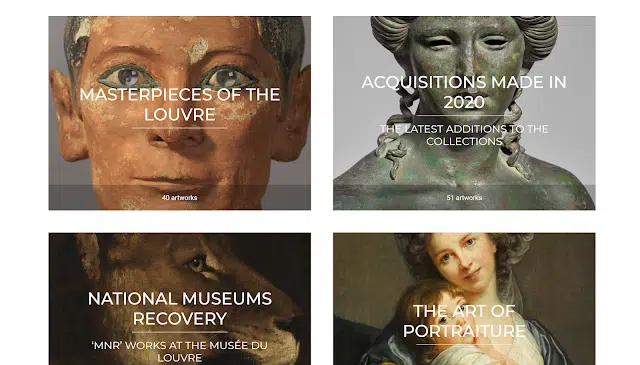 MASTERPIECES OF THE
LOUVRE
40 artworks
ACQUISITIONS MADE IN
2020
THE LATEST ADDITIONS TO THE
COLLECTIONS
51 artworks
NATIONAL MUSEUMS
RECOVERY
‘MNR’ WORKS AT THE MUSÉE DU
LOUVRE
THE ART OF
PORTRAITURE